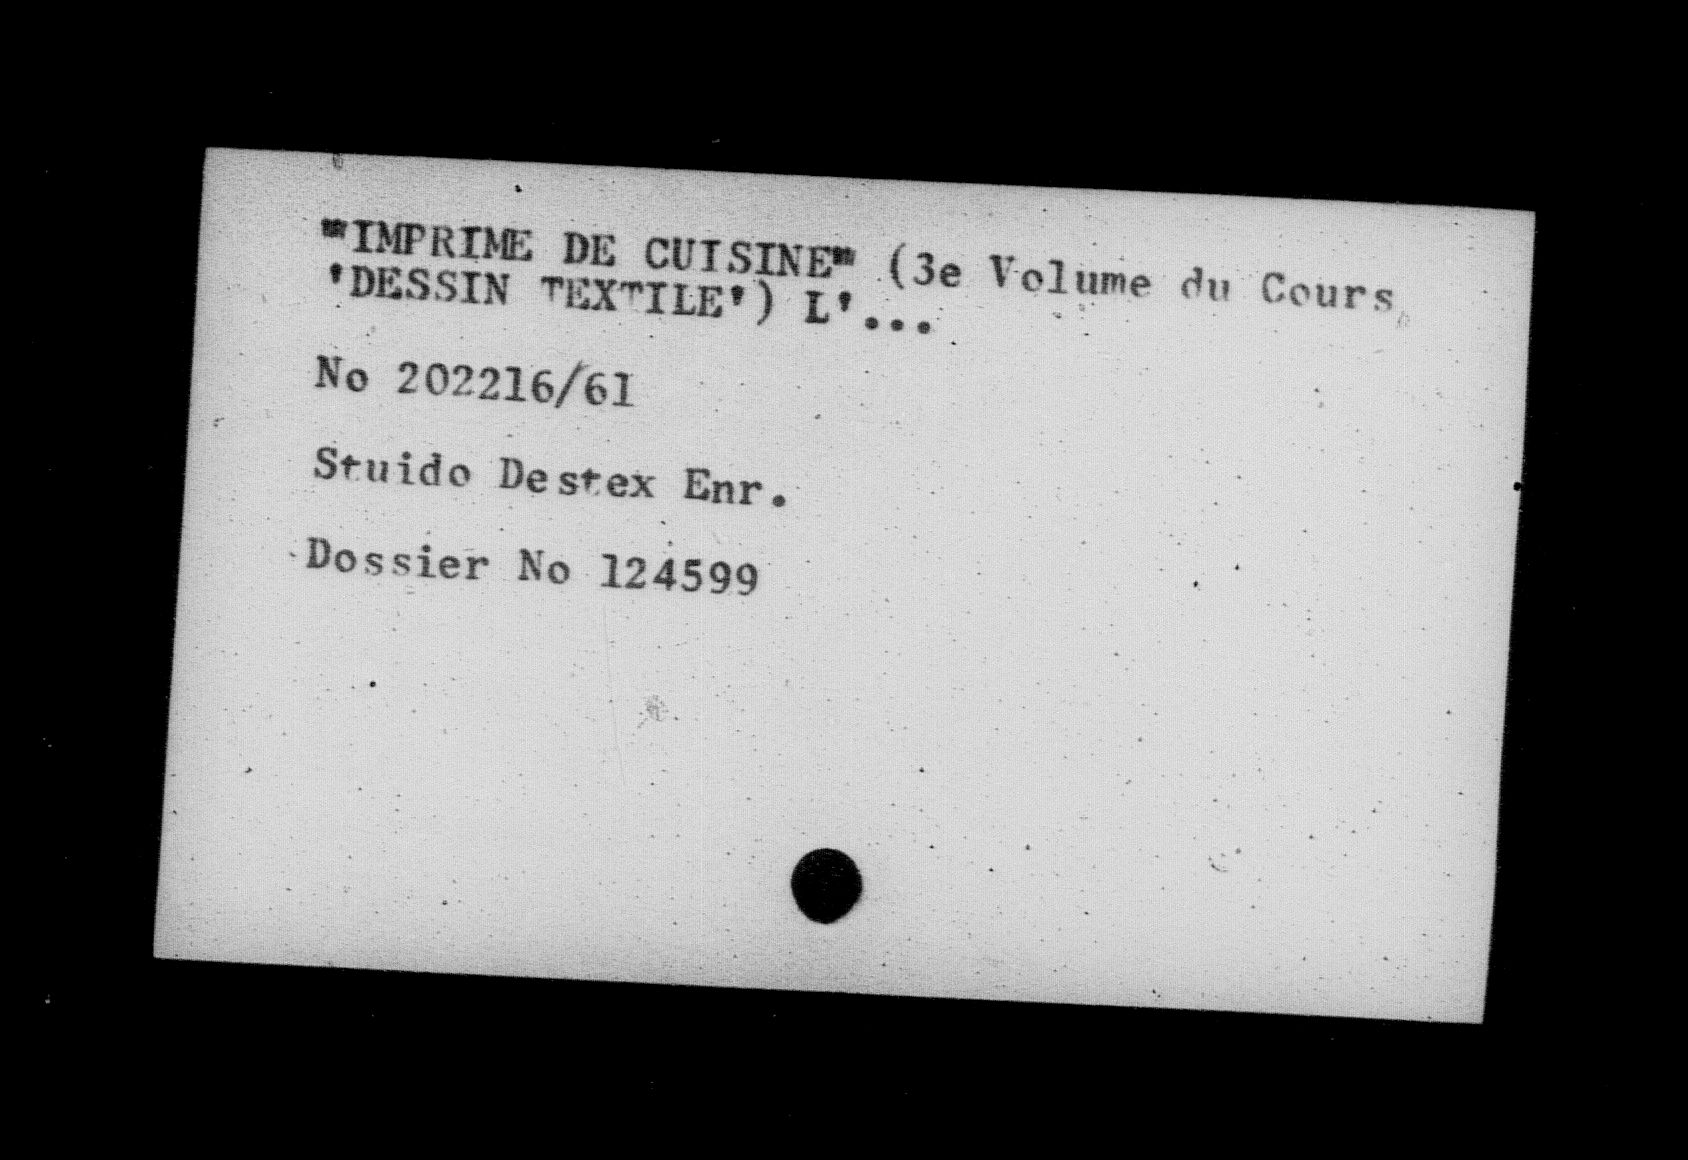 "IMPRIME DE CUISINE" (3e Volume du Cours
'DESSIN TEXTILE') L'...
No 202216/61
Stuido Destex Enr.
Dossier No 124599